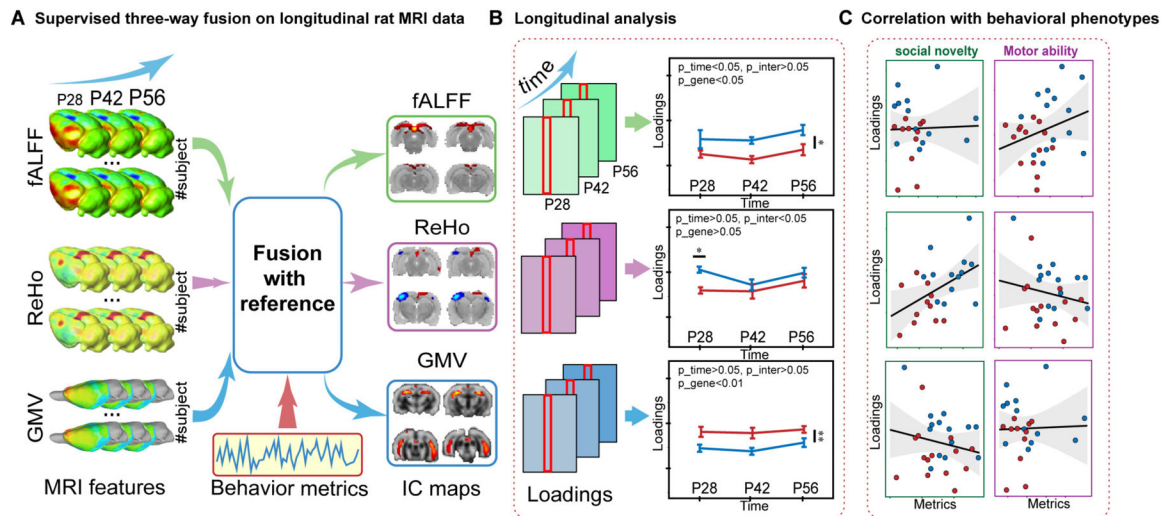 A Supervised three-way fusion on longitudinal rat MRI data
P28 P42 P56
fALFF
...
#subject
ReHo
...
#subject
GMV
...
#subject
MRI features
Fusion
with
reference
Behavior metrics
fALFF
ReHo
GMV
IC maps
B Longitudinal analysis
time
P28
P42
P56
Loadings
p_time<0.05, p_inter>0.05
p_gene<0.05
Loadings
*
P28 P42 P56
Time
p_time>0.05, p_inter<0.05
p_gene>0.05
*
Loadings
P28 P42 P56
Time
p_time>0.05, p_inter>0.05
p_gene<0.01
Loadings
**
P28 P42 P56
Time
C Correlation with behavioral phenotypes
social novelty Motor ability
Loadings
Loadings
Loadings
Metrics Metrics